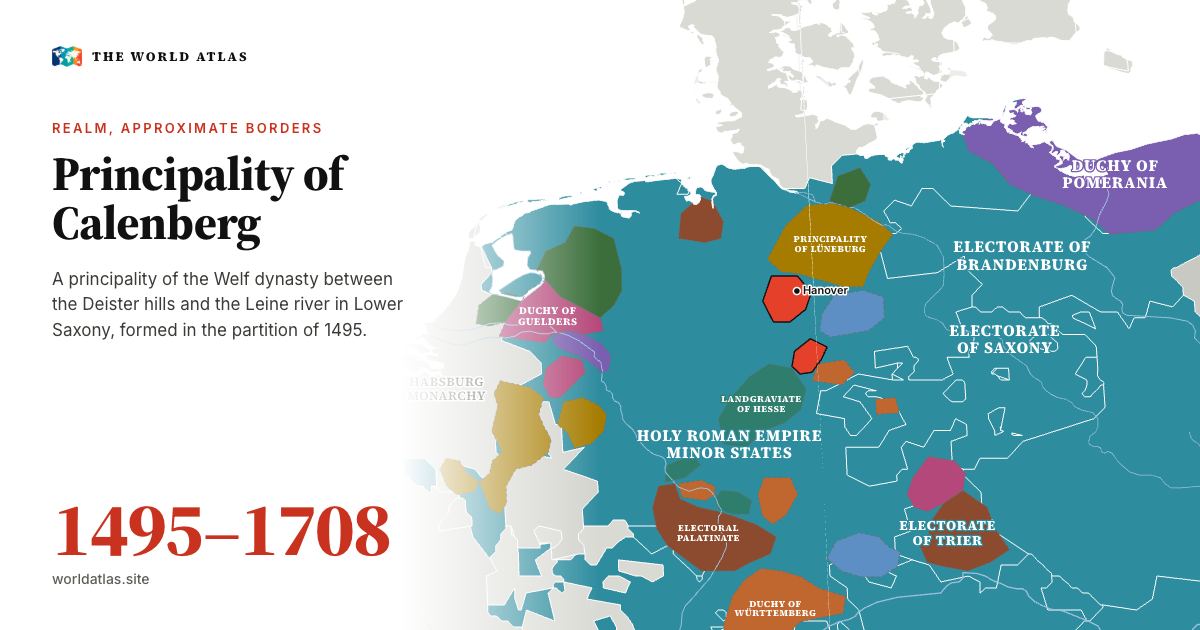 THE WORLD ATLAS
REALM, APPROXIMATE BORDERS
Principality of
Calenberg
A principality of the Welf dynasty between
the Deister hills and the Leine river in Lower
Saxony, formed in the partition of 1495.
1495–1708
worldatlas.site
DUCHY OF
POMERANIA
PRINCIPALITY
OF LÜNEBURG
ELECTORATE OF
BRANDENBURG
Hanover
DUCHY OF
GUELDERS
ELECTORATE
OF SAXONY
HABSBURG
MONARCHY
LANDGRAVIATE
OF HESSE
HOLY ROMAN EMPIRE
MINOR STATES
ELECTORAL
PALATINATE
ELECTORATE
OF TRIER
DUCHY OF
WÜRTTEMBERG